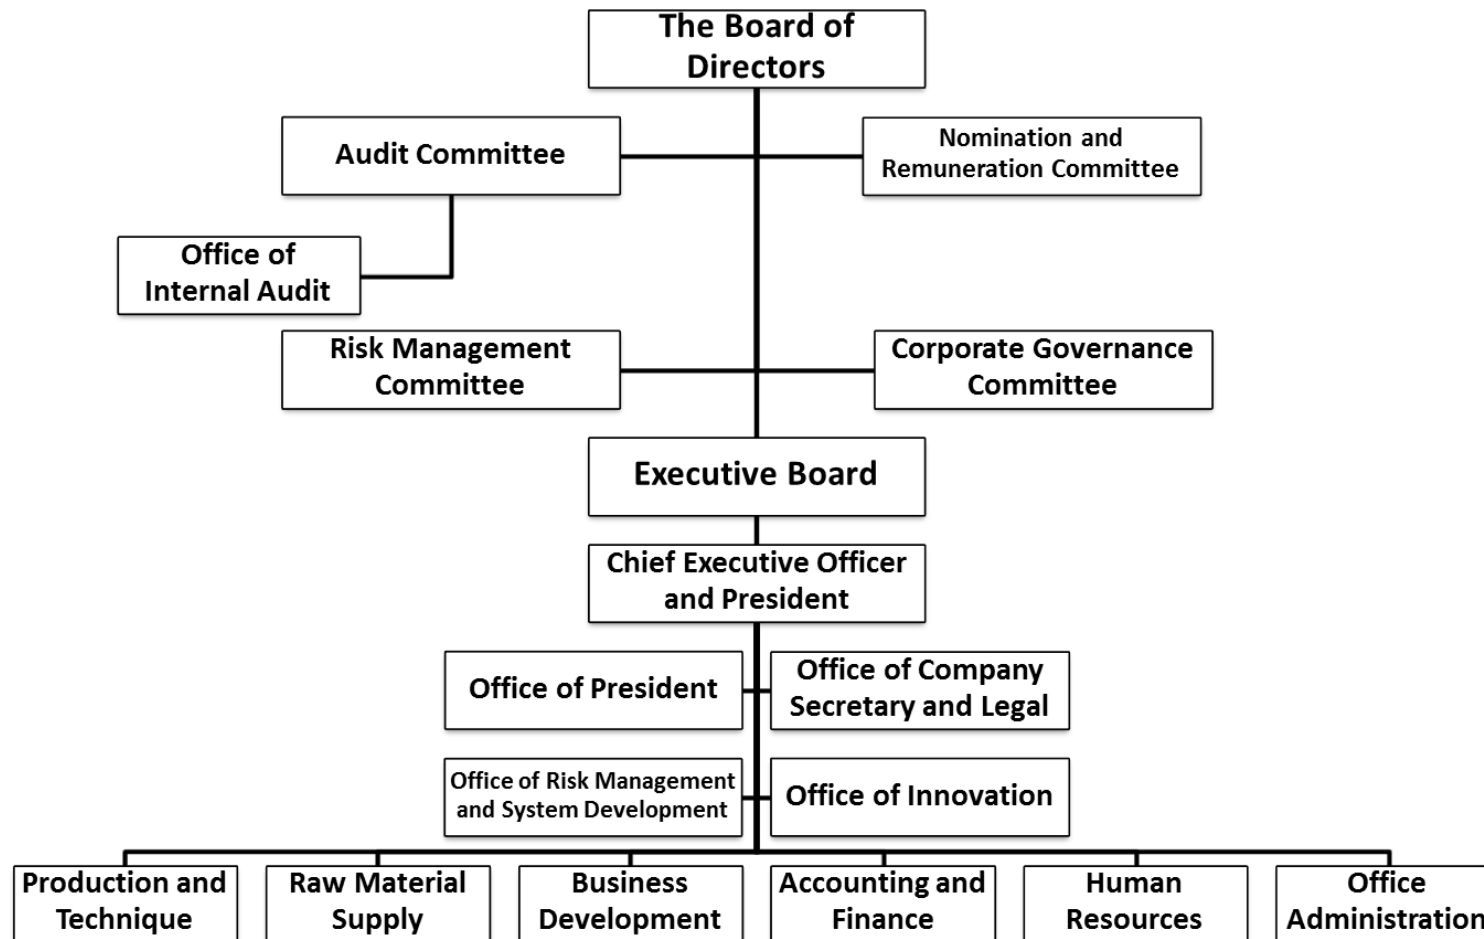 The Board of
Directors
Audit Committee
Nomination and
Remuneration Committee
Office of
Internal Audit
Risk Management
Committee
Corporate Governance
Committee
Executive Board
Chief Executive Officer
and President
Office of President
Office of Company
Secretary and Legal
Office of Risk Management
and System Development
Office of Innovation
Production and
Technique
Raw Material
Supply
Business
Development
Accounting and
Finance
Human
Resources
Office
Administration